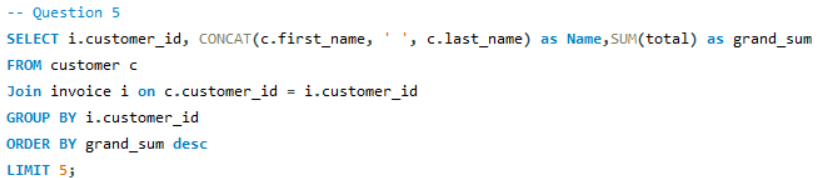 -- Question 5
SELECT i.customer_id, CONCAT(c.first_name, ' ', c.last_name) as Name,SUM(total) as grand_sum
FROM customer c
Join invoice i on c.customer_id = i.customer_id
GROUP BY i.customer_id
ORDER BY grand_sum desc
LIMIT 5;